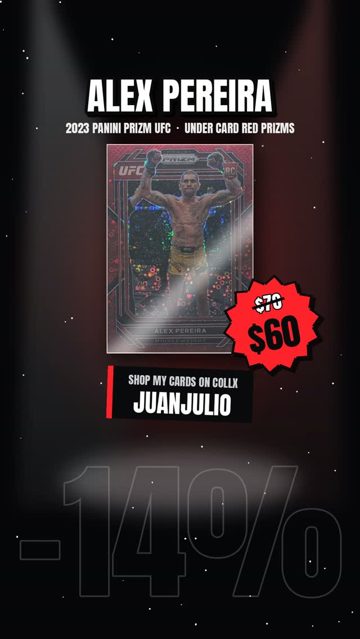 ALEX PEREIRA
2023 PANINI PRIZM UFC · UNDER CARD RED PRIZMS
PRIZM
UFC
ALEX PEREIRA
$70
$60
SHOP MY CARDS ON COLLX
JUANJULIO
-14%